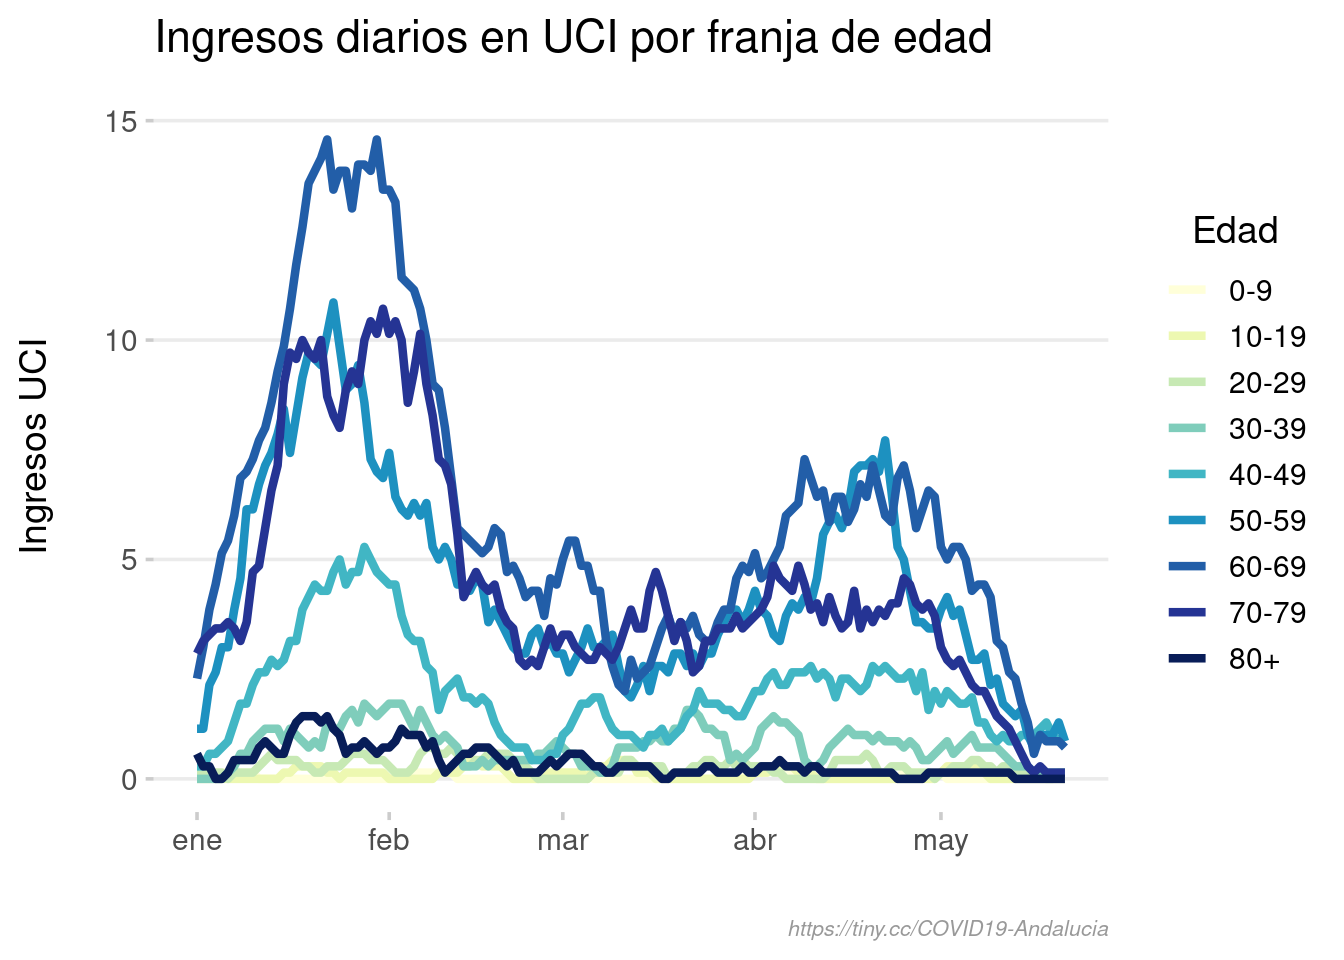 Ingresos diarios en UCI por franja de edad
Ingresos UCI
15
10
5
0
ene feb mar abr may
Edad
0-9
10-19
20-29
30-39
40-49
50-59
60-69
70-79
80+
https://tiny.cc/COVID19-Andalucia